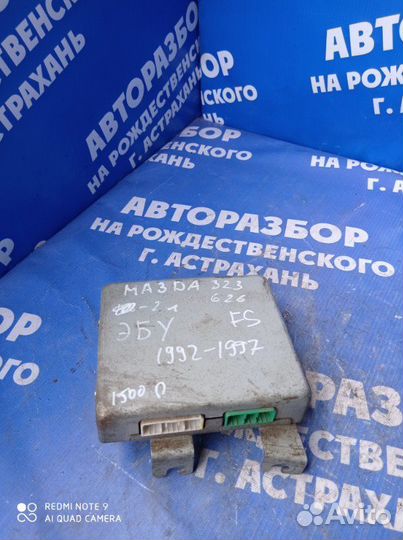 АВТОРАЗБОР
НА РОЖДЕСТВЕНСКОГО
Г. АСТРАХАНЬ
АВТОРАЗБОР
НА РОЖДЕСТВЕНСКОГО
Г. АСТРАХАНЬ
АВТОРАЗБОР
НА РОЖДЕСТВЕНСКОГО
Г. АСТРАХАНЬ
MAZDA 323
626
-2л
ЭБУ FS
1992-1997
1500 р
REDMI NOTE 9
AI QUAD CAMERA
Avito